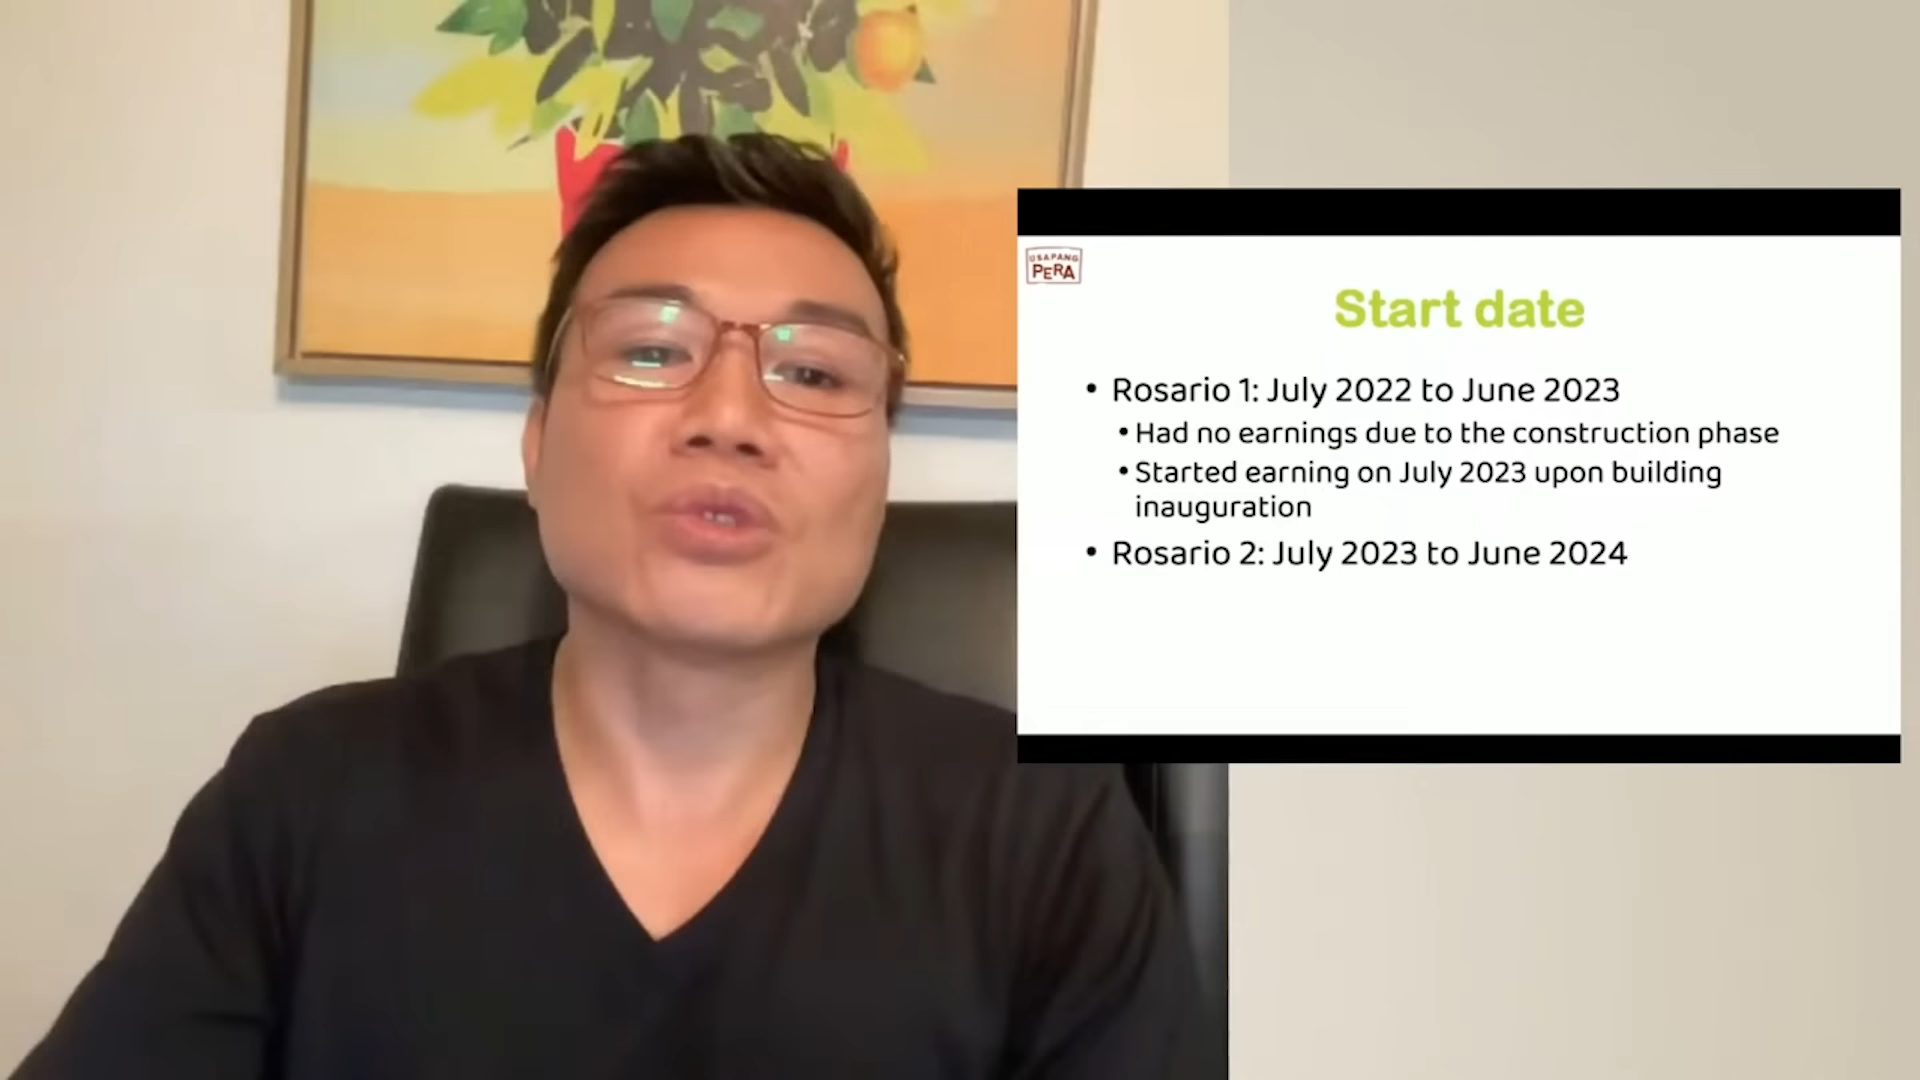 USAPANG
PERA
Start date
• Rosario 1: July 2022 to June 2023
• Had no earnings due to the construction phase
• Started earning on July 2023 upon building
inauguration
• Rosario 2: July 2023 to June 2024